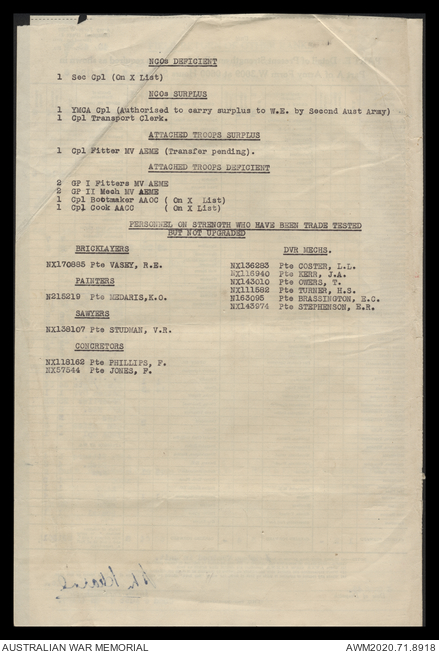 NCOs DEFICIENT
1 Sec Cpl (On X List)
NCOs SURPLUS
1 YMCA Cpl (Authorised to carry surplus to W.E. by Second Aust Army)
1 Cpl Transport Clerk.
ATTACHED TROOPS SURPLUS
1 Cpl Fitter MV AEME (Transfer pending).
ATTACHED TROOPS DEFICIENT
2 GP I Fitters MV AEME
2 GP II Mech MV AEME
1 Cpl Bootmaker AAOC ( On X List)
1 Cpl Cook AAOC ( On X List)
PERSONNEL ON STRENGTH WHO HAVE BEEN TRADE TESTED
BUT NOT UPGRADED
BRICKLAYERS
NX170885 Pte VASEY, R.E.
PAINTERS
N215219 Pte MEDARIS,K.O.
SAWYERS
NX138107 Pte STUDMAN, V.R.
CONCRETORS
NX118162 Pte PHILLIPS, F.
NX57544 Pte JONES, F.
DVR MECHS.
NX136283 Pte COSTER, L.L.
NX116940 Pte KERR, J.A.
NX143010 Pte OWERS, T.
NX111582 Pte TURNER, H.S.
N163095 Pte BRASSINGTON, H.C.
NX143974 Pte STEPHENSON, E.R.
AUSTRALIAN WAR MEMORIAL
AWM2020.71.8918